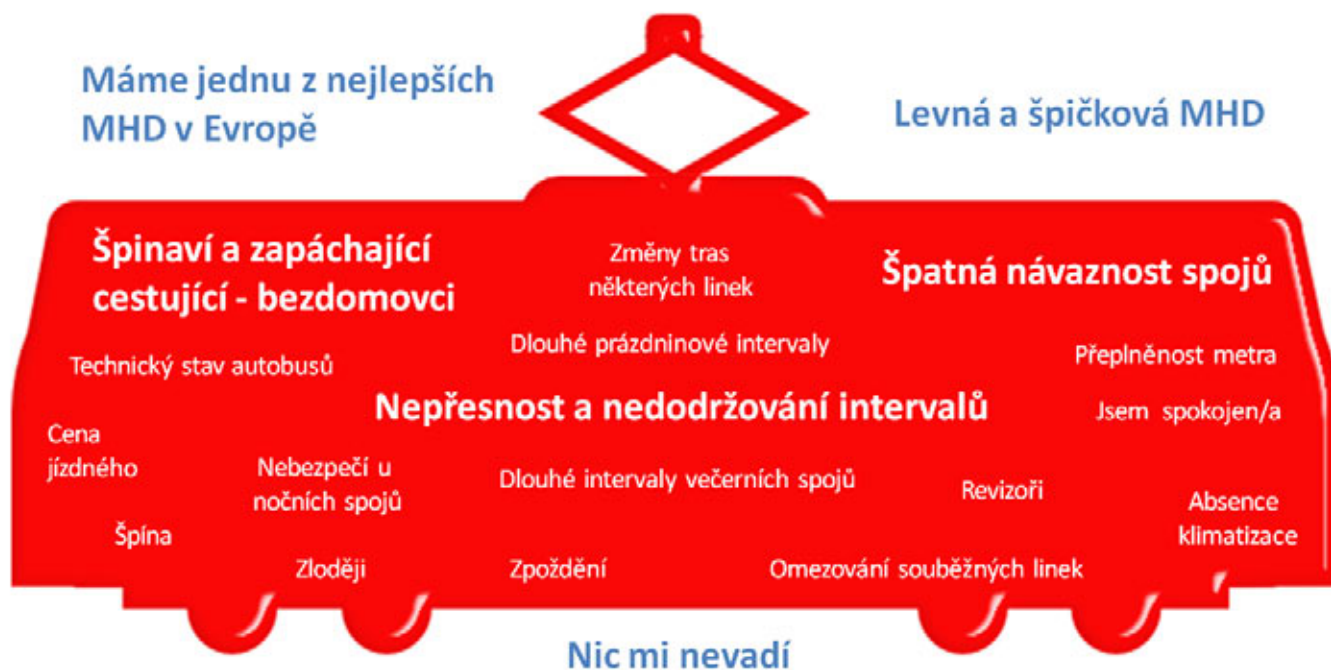 Máme jednu z nejlepších
MHD v Evropě
Levná a špičková MHD
Špinaví a zapáchající
cestující - bezdomovci
Změny tras
některých linek
Špatná návaznost spojů
Technický stav autobusů
Dlouhé prázdninové intervaly
Přeplněnost metra
Nepřesnost a nedodržování intervalů
Jsem spokojen/a
Cena
jízdného
Nebezpečí u
nočních spojů
Dlouhé intervaly večerních spojů
Revizoři
Absence
klimatizace
Špína
Zloději
Zpoždění
Omezování souběžných linek
Nic mi nevadí